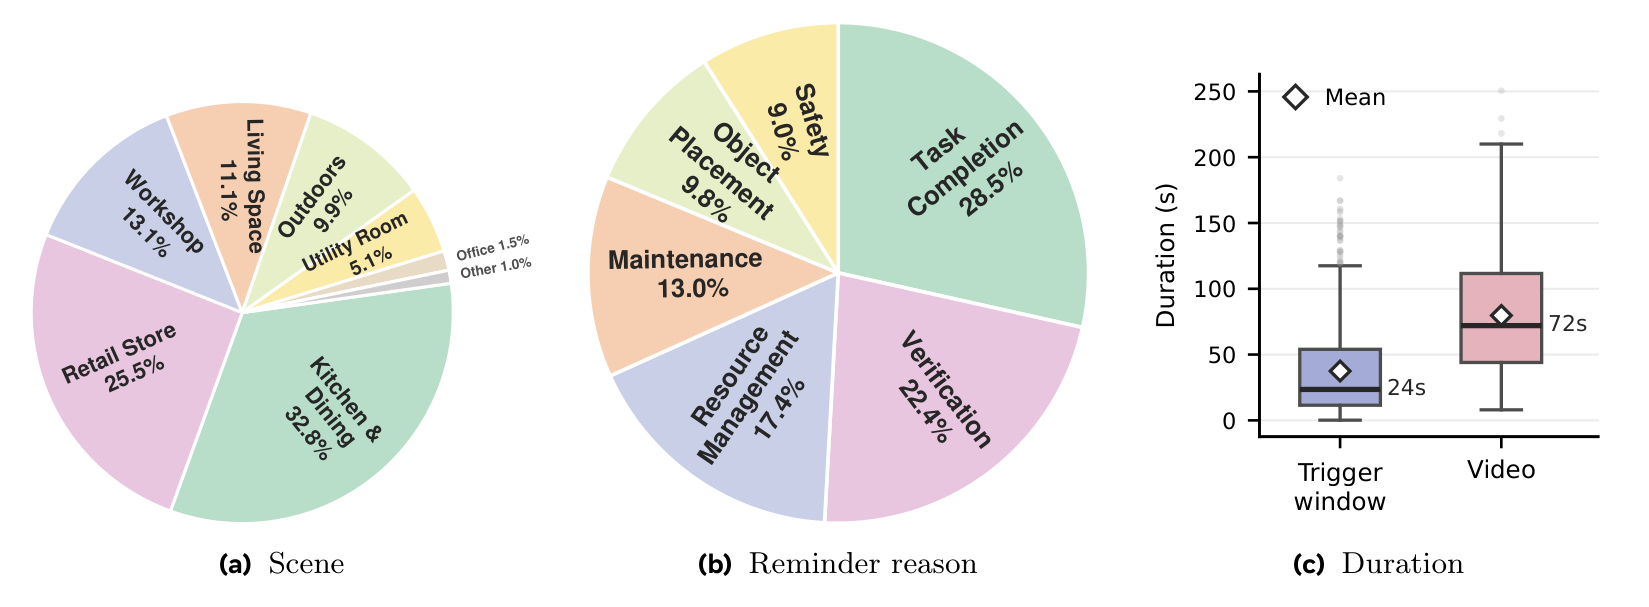 Kitchen &
Dining
32.8%
Retail Store
25.5%
Workshop
13.1%
Living Space
11.1%
Outdoors
9.9%
Utility Room
5.1%
Office 1.5%
Other 1.0%
(a) Scene
Task
Completion
28.5%
Verification
22.4%
Resource
Management
17.4%
Maintenance
13.0%
Object
Placement
9.8%
Safety
9.0%
(b) Reminder reason
Mean
Duration (s)
250
200
150
100
50
0
24s
72s
Trigger
window
Video
(c) Duration